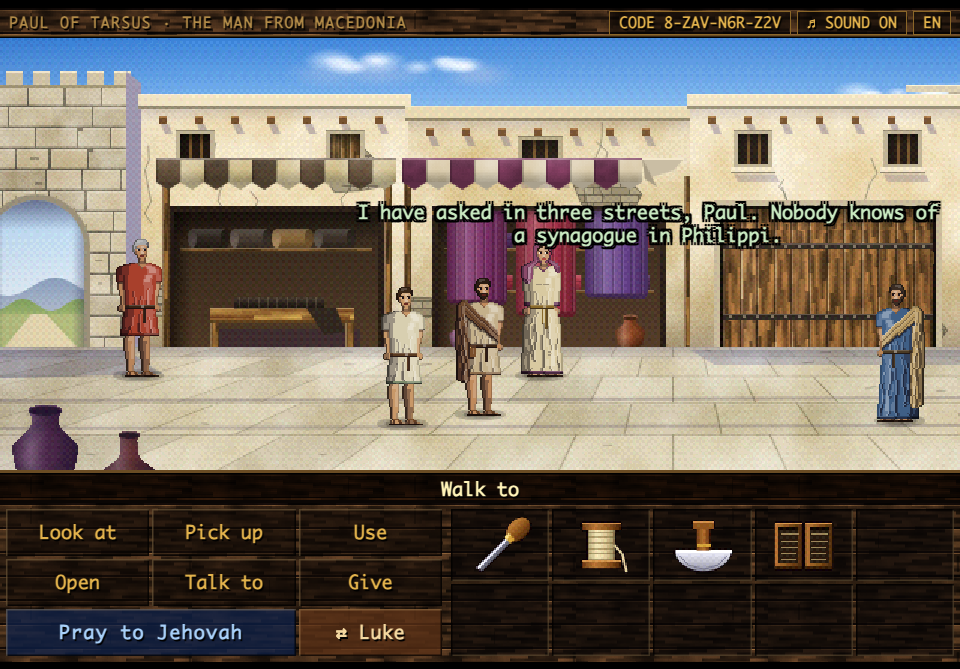 PAUL OF TARSUS · THE MAN FROM MACEDONIA
CODE 8-ZAV-N6R-Z2V
♬ SOUND ON
EN
I have asked in three streets, Paul. Nobody knows of
a synagogue in Philippi.
Walk to
Look at
Pick up
Use
Open
Talk to
Give
Pray to Jehovah
⇄ Luke